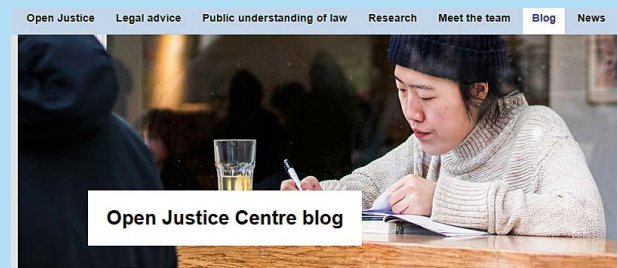 Open Justice Legal advice Public understanding of law Research Meet the team Blog News
Open Justice Centre blog